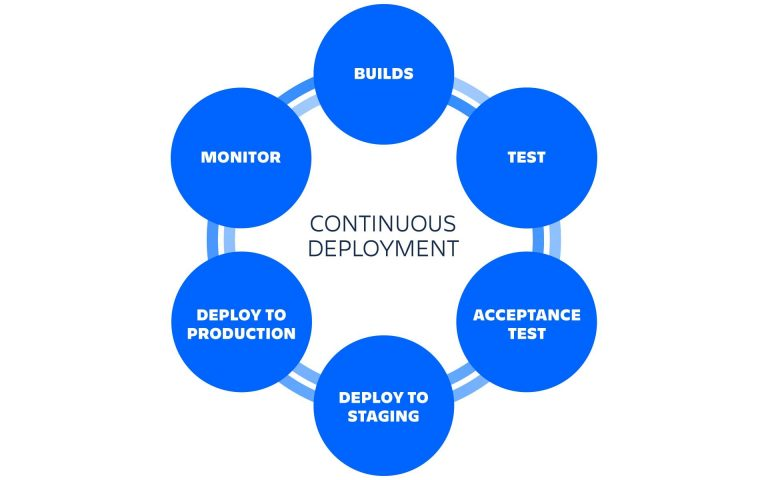 BUILDS
TEST
ACCEPTANCE
TEST
DEPLOY TO
STAGING
DEPLOY TO
PRODUCTION
MONITOR
CONTINUOUS
DEPLOYMENT